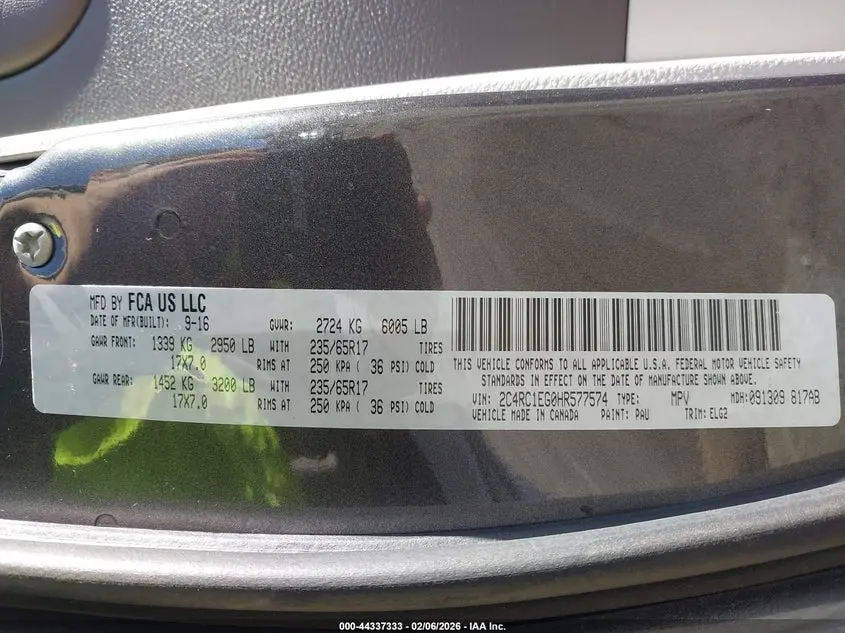 MFD BY FCA US LLC
DATE OF MFR(BUILT): 9-16 GVWR: 2724 KG 6005 LB
GAWR FRONT: 1339 KG 2950 LB WITH 235/65R17 TIRES
17X7.0 RIMS AT 250 KPA ( 36 PSI) COLD
GAWR REAR: 1452 KG 3200 LB WITH 235/65R17 TIRES
17X7.0 RIMS AT 250 KPA ( 36 PSI) COLD
THIS VEHICLE CONFORMS TO ALL APPLICABLE U.S.A. FEDERAL MOTOR VEHICLE SAFETY
STANDARDS IN EFFECT ON THE DATE OF MANUFACTURE SHOWN ABOVE.
VIN: 2C4RC1EG0HR577574 TYPE: MPV MDH: 091309 817AB
VEHICLE MADE IN CANADA PAINT: PAU TRIM: ELG2
000-44337333 - 02/06/2026 - IAA Inc.